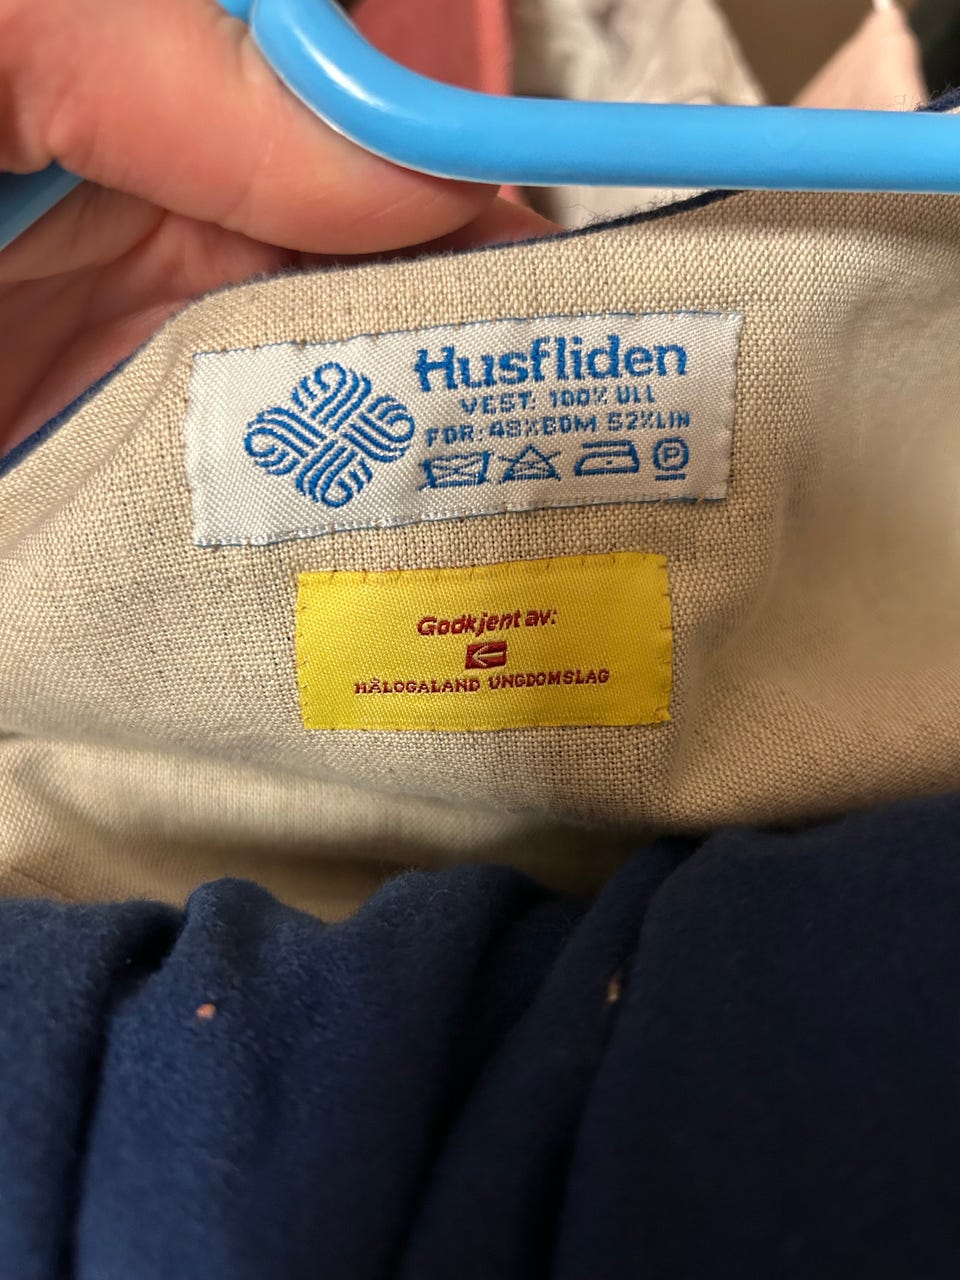 Husfliden
VEST: 100% ULL
FOR: 48%BOM 52%LIN
P
Godkjent av:
HÅLOGALAND UNGDOMSLAG